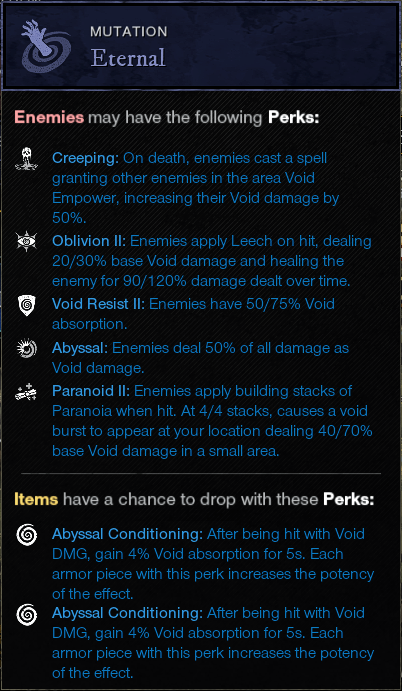 MUTATION
Eternal
Enemies may have the following Perks:
Creeping: On death, enemies cast a spell
granting other enemies in the area Void
Empower, increasing their Void damage by
50%.
Oblivion II: Enemies apply Leech on hit, dealing
20/30% base Void damage and healing the
enemy for 90/120% damage dealt over time.
Void Resist II: Enemies have 50/75% Void
absorption.
Abyssal: Enemies deal 50% of all damage as
Void damage.
Paranoid II: Enemies apply building stacks of
Paranoia when hit. At 4/4 stacks, causes a void
burst to appear at your location dealing 40/70%
base Void damage in a small area.
Items have a chance to drop with these Perks:
Abyssal Conditioning: After being hit with Void
DMG, gain 4% Void absorption for 5s. Each
armor piece with this perk increases the potency
of the effect.
Abyssal Conditioning: After being hit with Void
DMG, gain 4% Void absorption for 5s. Each
armor piece with this perk increases the potency
of the effect.